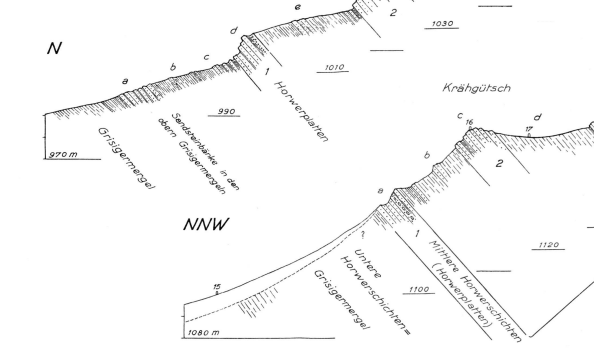 N
a
b
c
d
e
1
2
1030
1010
990
970 m
Horwerplatten
Sandsteinbänke in den
obern Grisigermergeln
Grisigermergel
Krähgütsch
NNW
15
a
b
c
16
17
d
?
1
2
1120
1100
1080 m
Mittlere Horwerschichten
(Horwerplatten)
Untere
Horwerschichten=
Grisigermergel